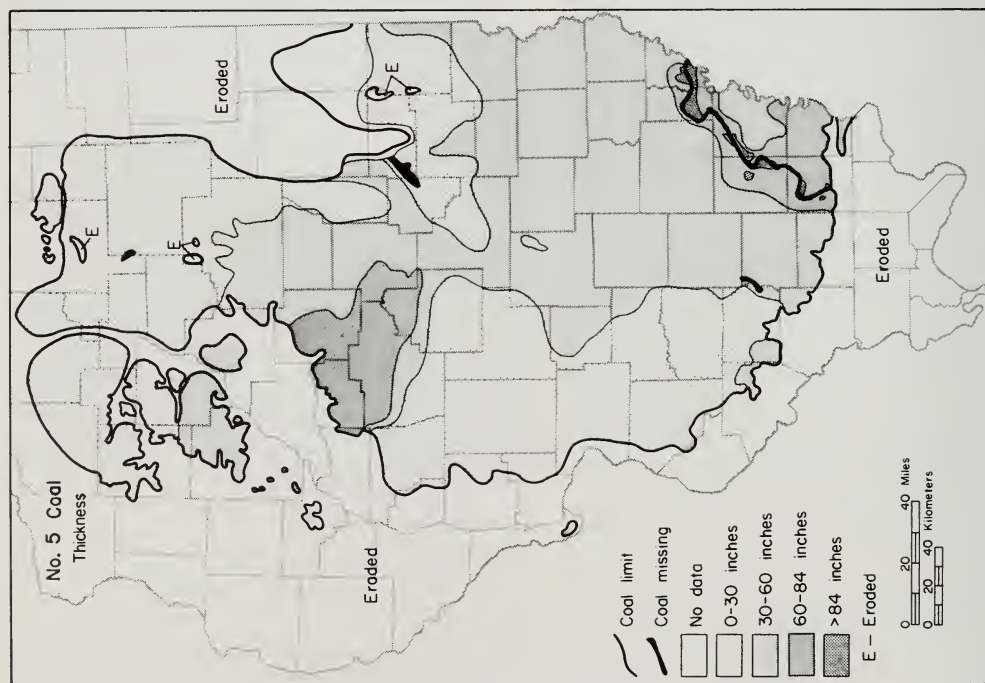 No. 5 Coal
Thickness
Eroded
E
E
Eroded
E
Eroded
Coal limit
Coal missing
No data
0-30 inches
30-60 inches
60-84 inches
>84 inches
E – Eroded
0 20 40 Miles
0 20 40 Kilometers